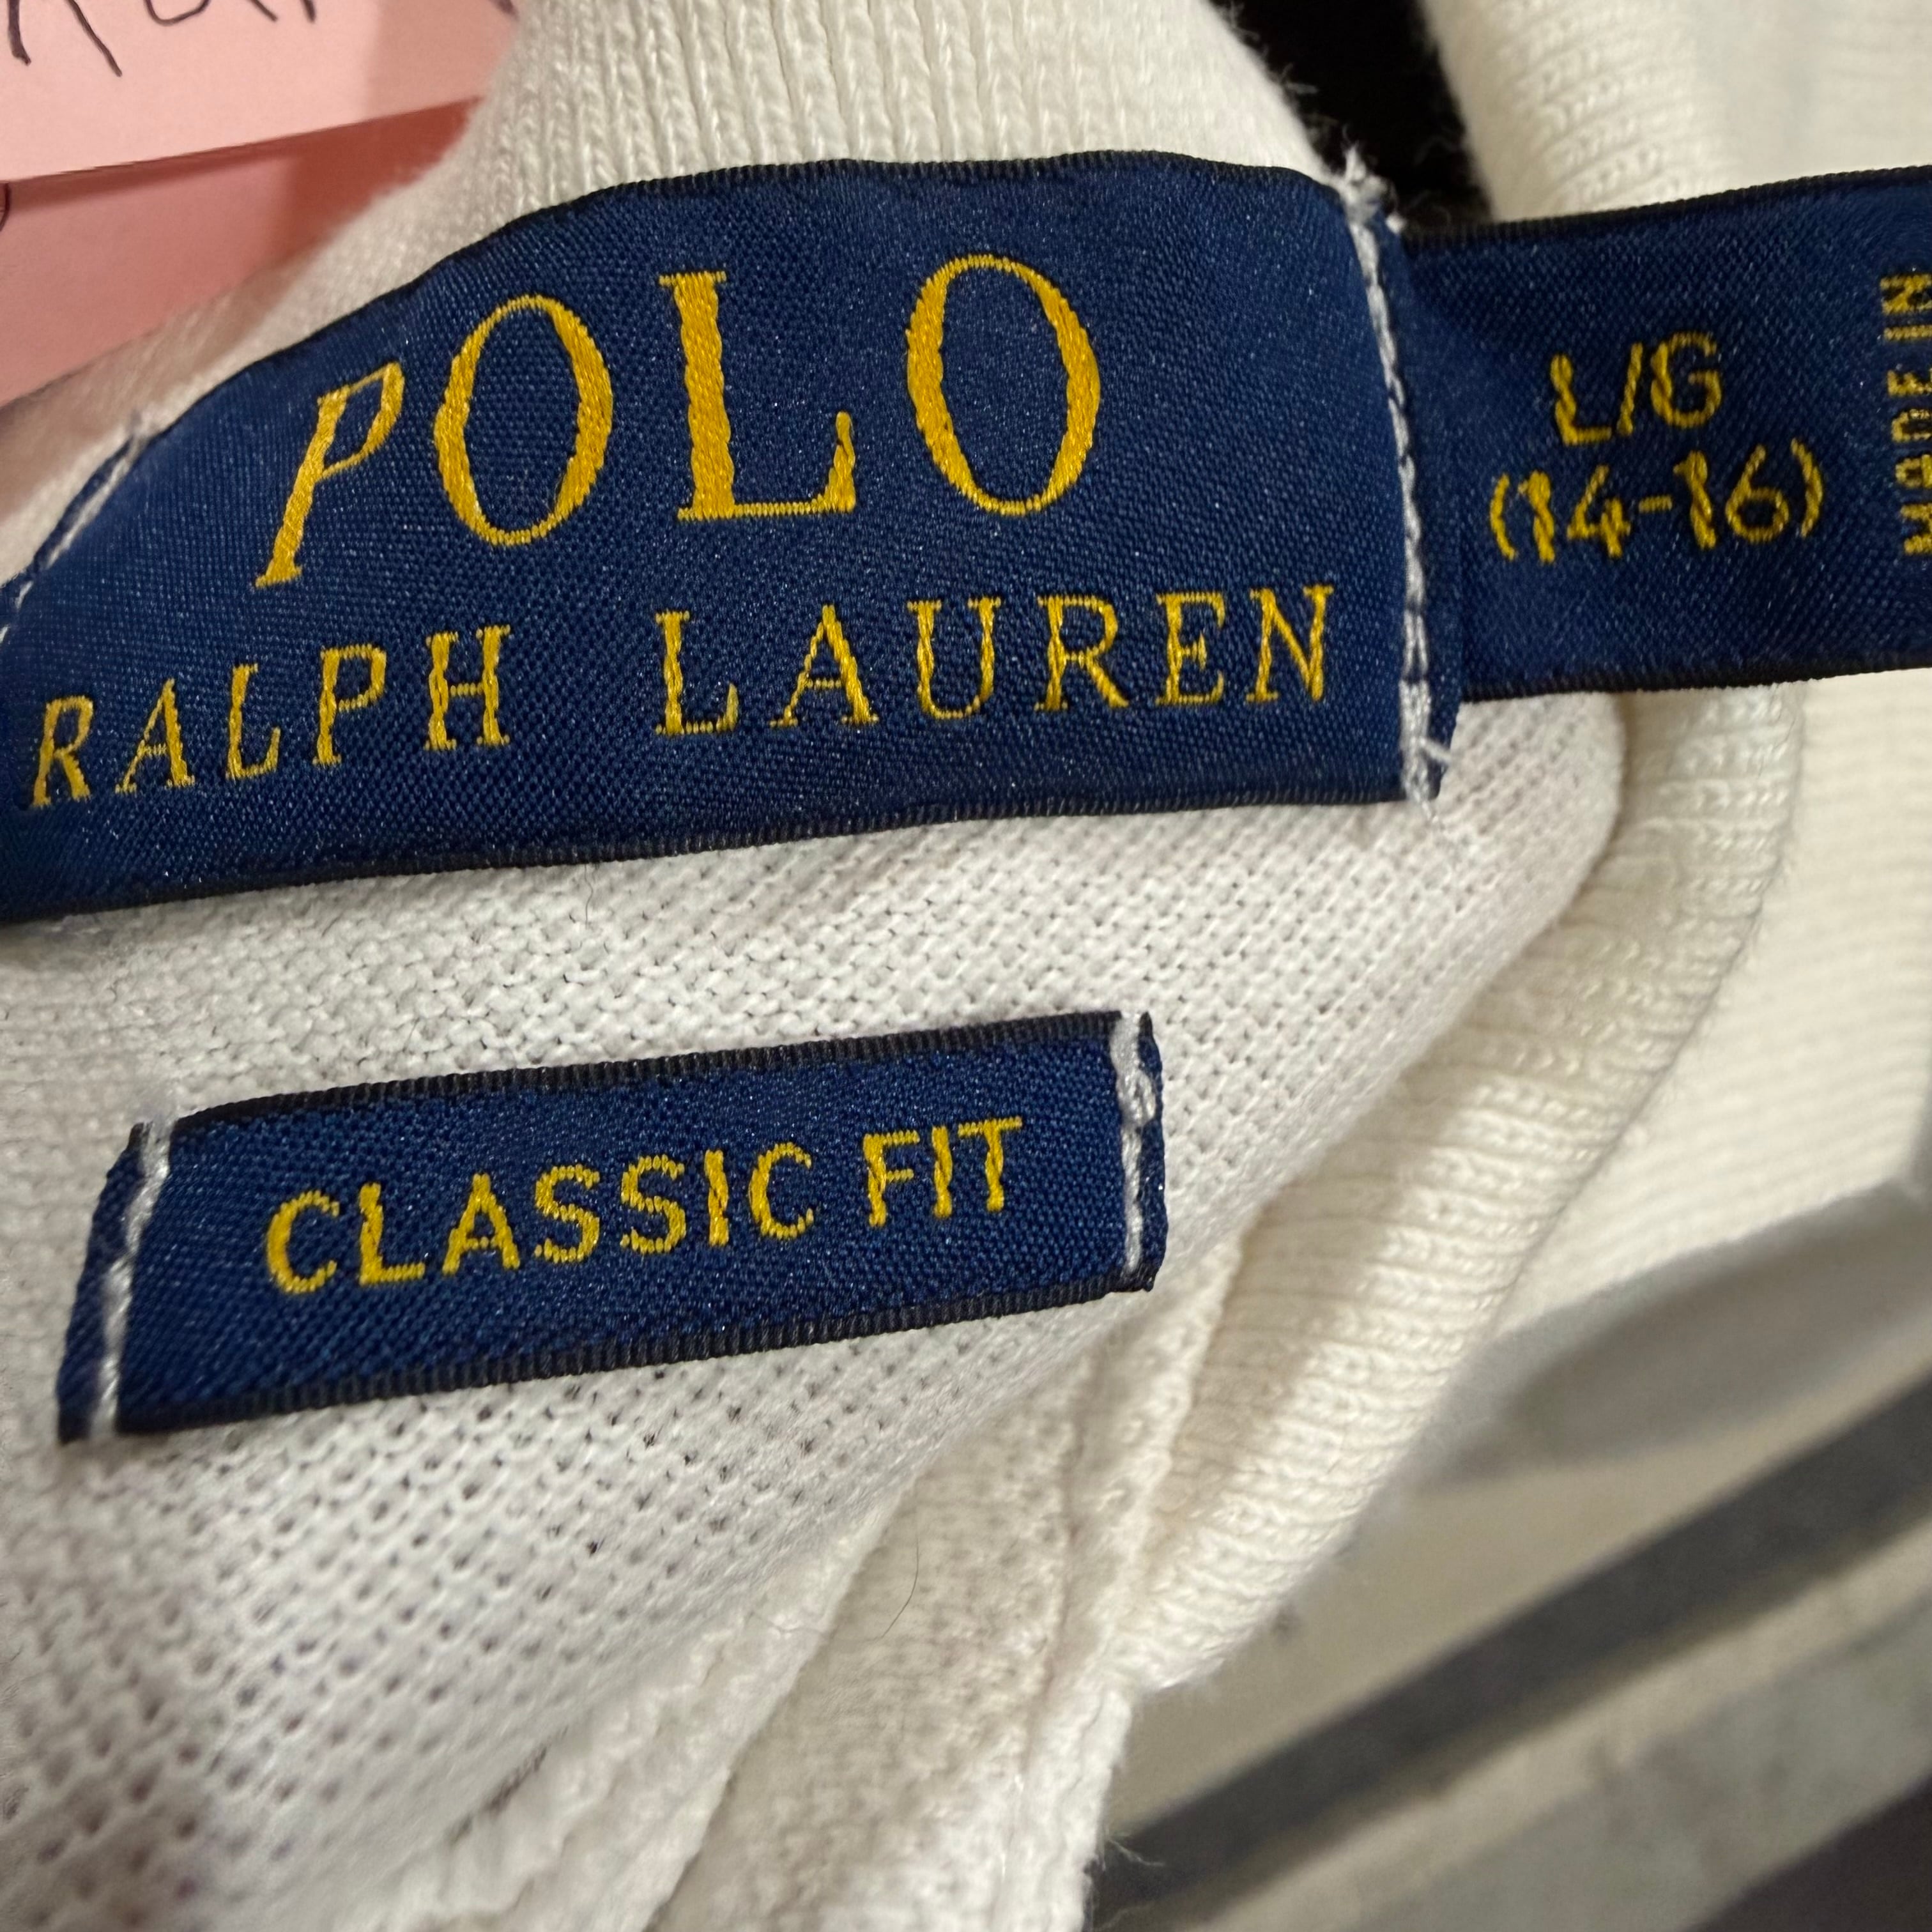 POLO
RALPH LAUREN
L/G
(14-16)
MADE IN
CLASSIC FIT